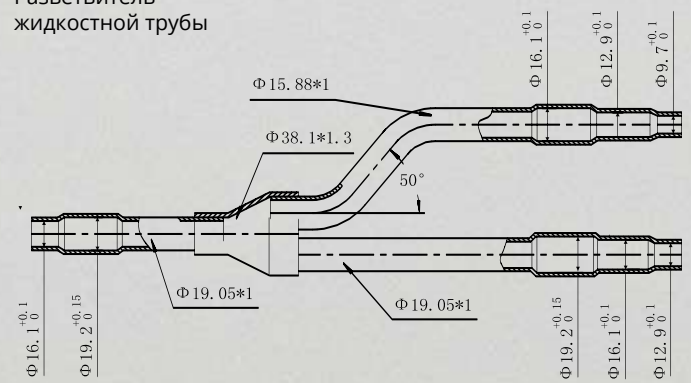 Разветвитель
жидкостной трубы
Φ16.1 +0.1 0
Φ12.9 +0.1 0
Φ9.7 +0.1 0
Φ15.88*1
Φ38.1*1.3
50°
Φ19.05*1
Φ19.05*1
Φ16.1 +0.1 0
Φ19.2 +0.15 0
Φ19.2 +0.15 0
Φ16.1 +0.1 0
Φ12.9 +0.1 0